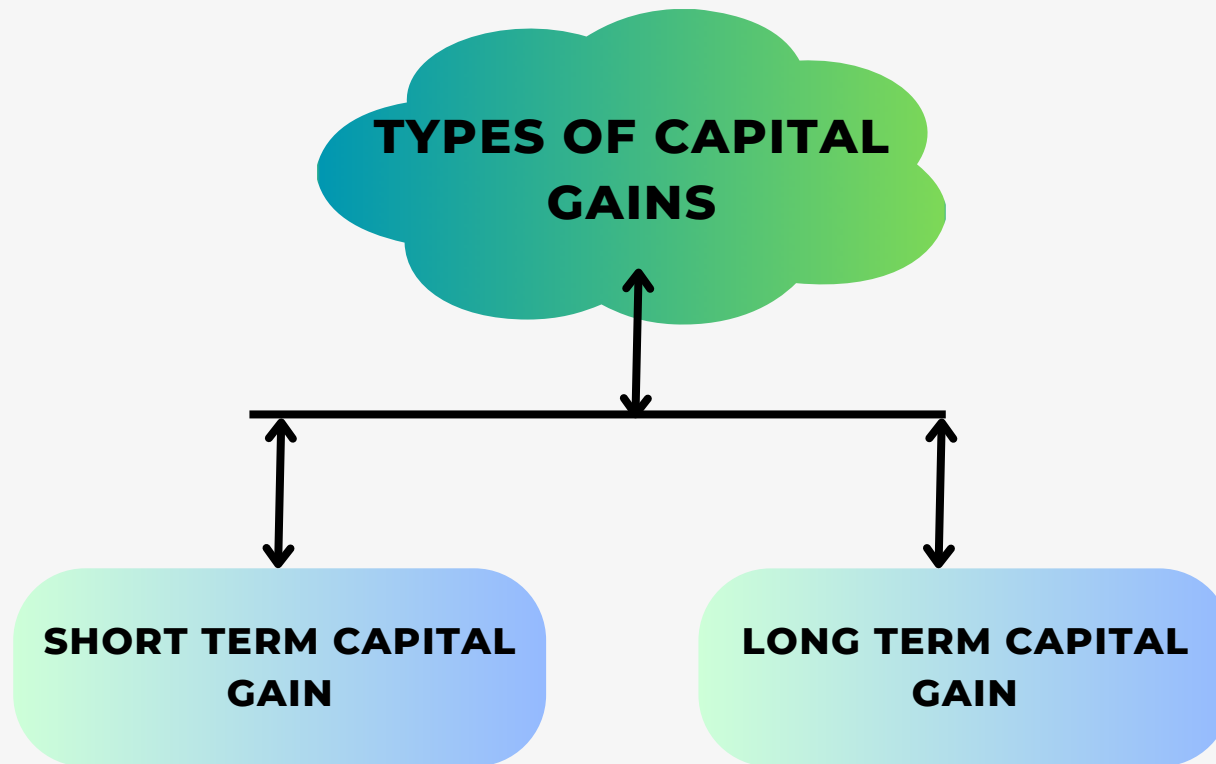 TYPES OF CAPITAL
GAINS
SHORT TERM CAPITAL
GAIN
LONG TERM CAPITAL
GAIN